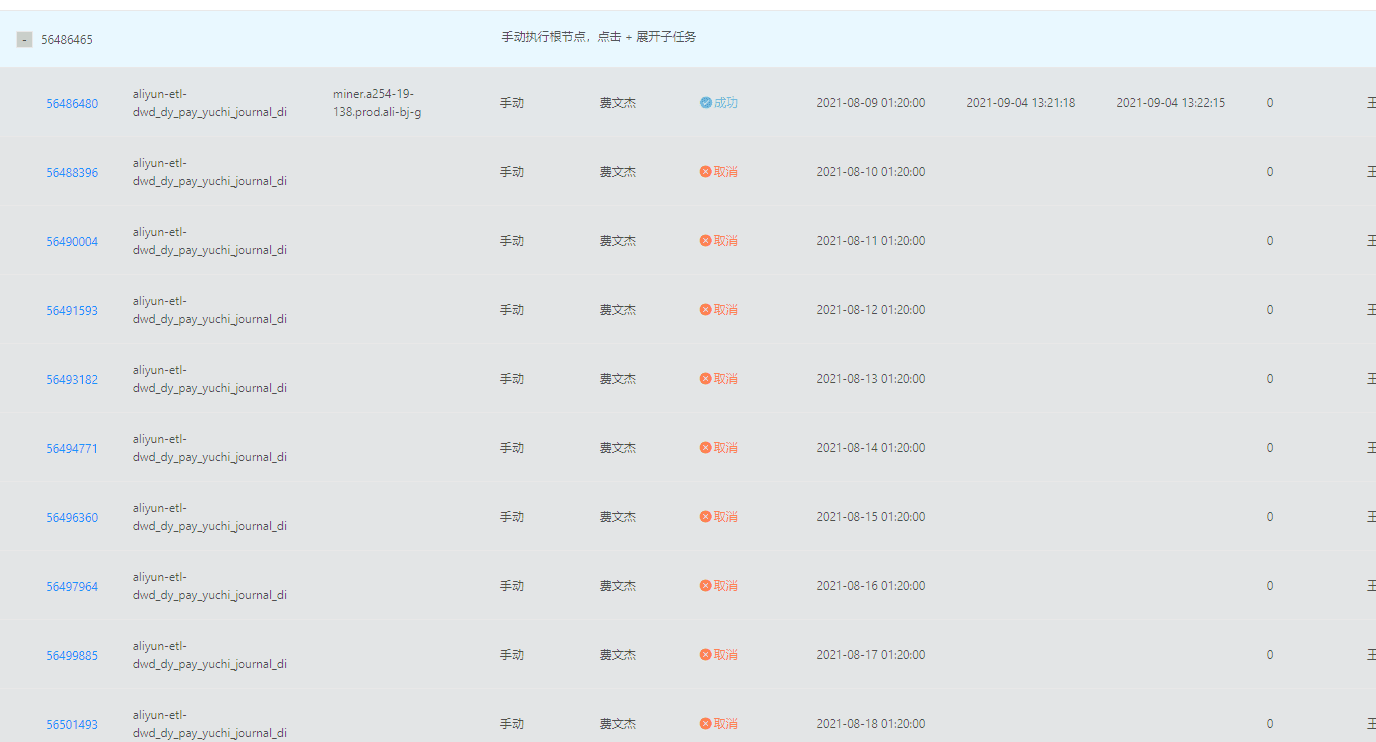 - 56486465 手动执行根节点，点击 + 展开子任务
56486480 aliyun-etl-dwd_dy_pay_yuchi_journal_di miner.a254-19-138.prod.ali-bj-g 手动 费文杰 成功 2021-08-09 01:20:00 2021-09-04 13:21:18 2021-09-04 13:22:15 0
56488396 aliyun-etl-dwd_dy_pay_yuchi_journal_di 手动 费文杰 取消 2021-08-10 01:20:00 0
56490004 aliyun-etl-dwd_dy_pay_yuchi_journal_di 手动 费文杰 取消 2021-08-11 01:20:00 0
56491593 aliyun-etl-dwd_dy_pay_yuchi_journal_di 手动 费文杰 取消 2021-08-12 01:20:00 0
56493182 aliyun-etl-dwd_dy_pay_yuchi_journal_di 手动 费文杰 取消 2021-08-13 01:20:00 0
56494771 aliyun-etl-dwd_dy_pay_yuchi_journal_di 手动 费文杰 取消 2021-08-14 01:20:00 0
56496360 aliyun-etl-dwd_dy_pay_yuchi_journal_di 手动 费文杰 取消 2021-08-15 01:20:00 0
56497964 aliyun-etl-dwd_dy_pay_yuchi_journal_di 手动 费文杰 取消 2021-08-16 01:20:00 0
56499885 aliyun-etl-dwd_dy_pay_yuchi_journal_di 手动 费文杰 取消 2021-08-17 01:20:00 0
56501493 aliyun-etl-dwd_dy_pay_yuchi_journal_di 手动 费文杰 取消 2021-08-18 01:20:00 0